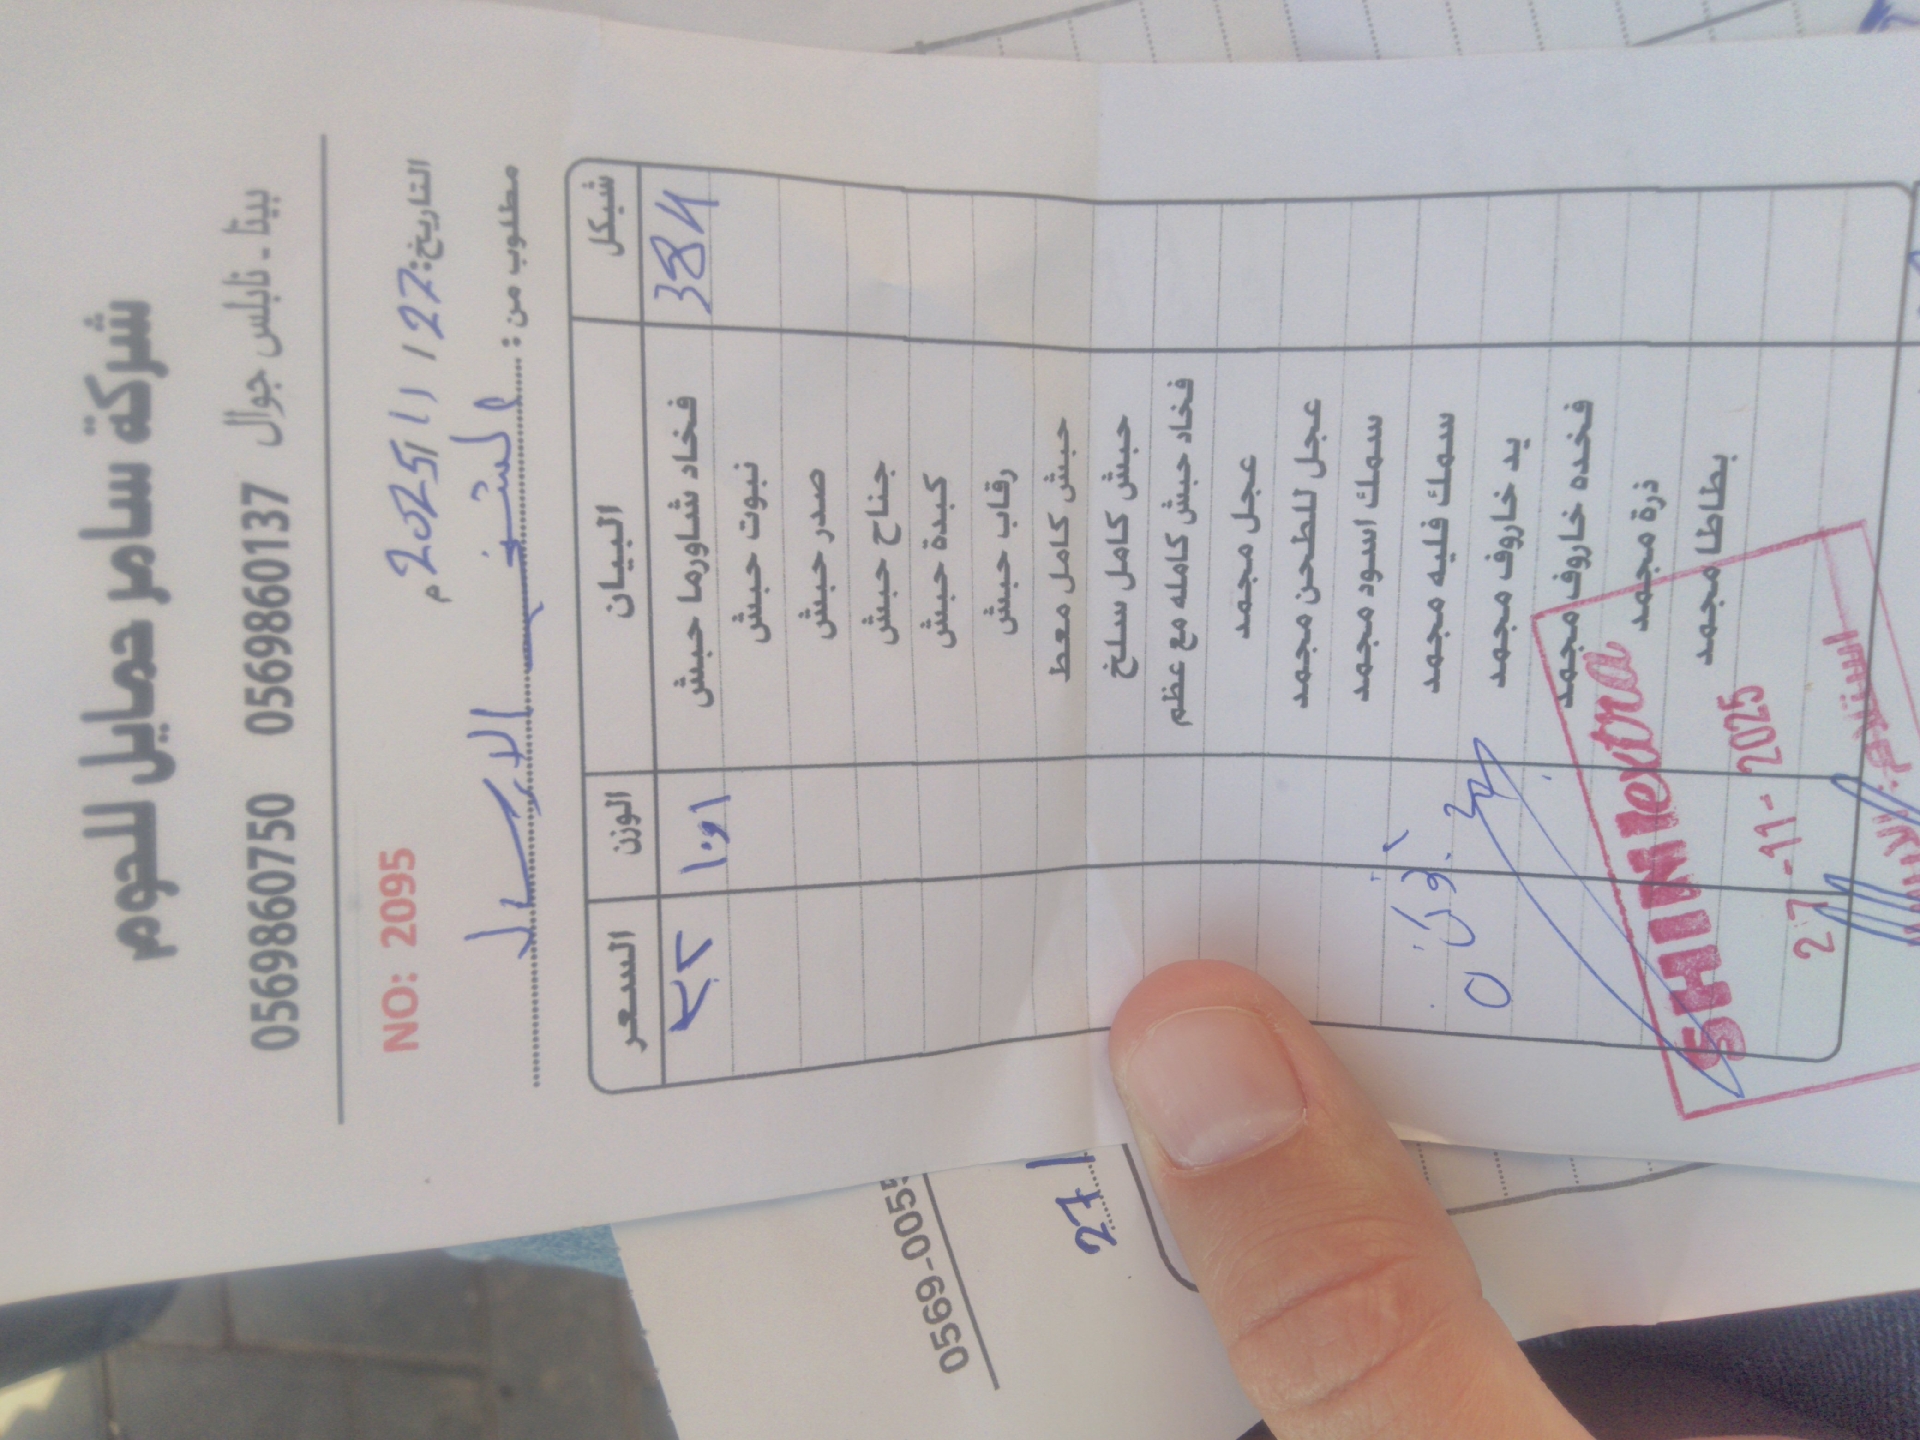 شركة سامر حمايل للحوم
بيتا - نابلس جوال 0569860137 0569860750
التاريخ: 27 / 11 / 2025 م
NO: 2095
مطلوب من :
شيكل البيان الوزن السعر
384 فخاد شاورما حبش
نبوت حبش
صدر حبش
جناح حبش
كبدة حبش
رقاب حبش
حبش كامل معط
حبش كامل سلخ
فخاد حبش كامله مع عظم
عجل مجمد
عجل للطحن مجمد
سمك اسود مجمد
سمك فليه مجمد
يد خاروف مجمد
فخده خاروف مجمد
ذرة مجمد
بطاطا مجمد
SHINI extra
27-11-2025
استلام
0569-0055
27